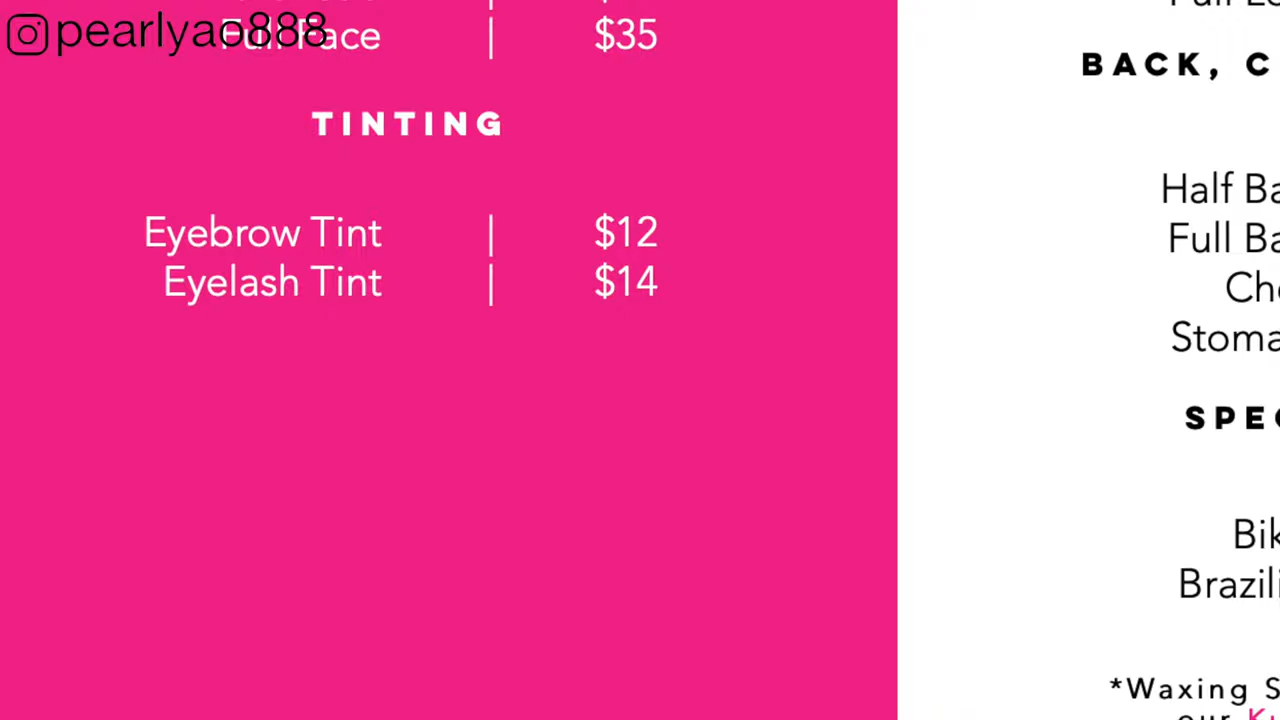 pearlyao888
Full Face | $35
TINTING
Eyebrow Tint | $12
Eyelash Tint | $14
BACK, C
Half Ba
Full Ba
Che
Stoma
SPEC
Bik
Brazili
*Waxing S
our K